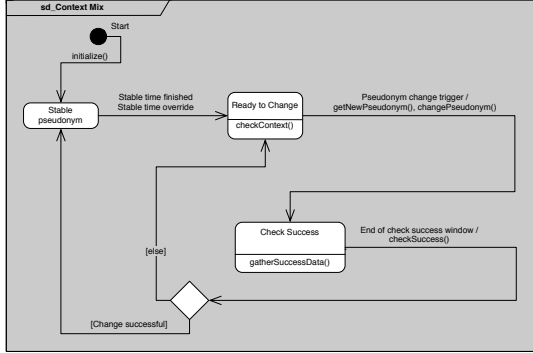 sd_Context Mix
Start
initialize()
Stable
pseudonym
Stable time finished
Stable time override
Ready to Change
checkContext()
Pseudonym change trigger /
getNewPseudonym(), changePseudonym()
Check Success
gatherSuccessData()
End of check success window /
checkSuccess()
[else]
[Change successful]